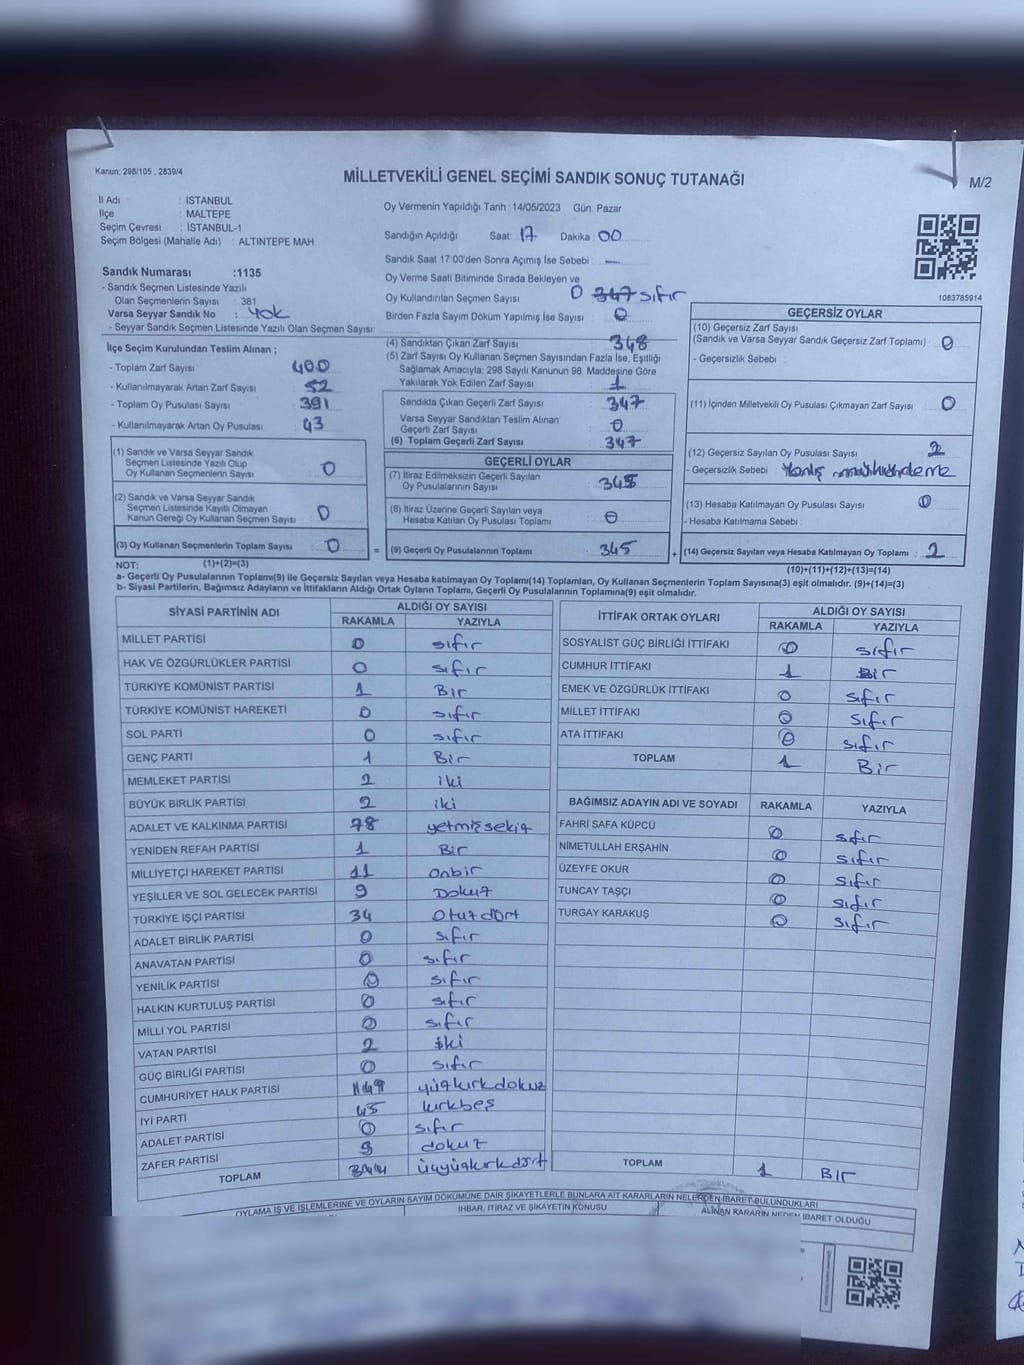 Kanun: 298/105 , 2839/4
MİLLETVEKİLİ GENEL SEÇİMİ SANDIK SONUÇ TUTANAĞI
M/2
İl Adı : İSTANBUL
İlçe : MALTEPE
Seçim Çevresi : İSTANBUL-1
Seçim Bölgesi (Mahalle Adı) : ALTINTEPE MAH.
Oy Vermenin Yapıldığı Tarih : 14/05/2023 Gün: Pazar
Sandığın Açıldığı Saat: 17 Dakika : 00
Sandık Saat 17:00'den Sonra Açımış İse Sebebi : —
Oy Verme Saati Bitiminde Sırada Bekleyen ve
Oy Kullandırılan Seçmen Sayısı 0 347 sıfır
Birden Fazla Sayım Döküm Yapılmış İse Sayısı : 0
1083785914
Sandık Numarası :1135
- Sandık Seçmen Listesinde Yazılı
Olan Seçmenlerin Sayısı : 381
Varsa Seyyar Sandık No : Yok
- Seyyar Sandık Seçmen Listesinde Yazılı Olan Seçmen Sayısı:
İlçe Seçim Kurulundan Teslim Alınan ;
- Toplam Zarf Sayısı : 400
- Kullanılmayarak Artan Zarf Sayısı : 52
- Toplam Oy Pusulası Sayısı : 391
- Kullanılmayarak Artan Oy Pusulası : 43
(4) Sandıktan Çıkan Zarf Sayısı : 348
(5) Zarf Sayısı Oy Kullanan Seçmen Sayısından Fazla İse, Eşitliği
Sağlamak Amacıyla; 298 Sayılı Kanunun 98. Maddesine Göre
Yakılarak Yok Edilen Zarf Sayısı : 1
Sandıkla Çıkan Geçerli Zarf Sayısı : 347
Varsa Seyyar Sandıktan Teslim Alınan
Geçerli Zarf Sayısı : 0
(6) Toplam Geçerli Zarf Sayısı : 347
GEÇERSİZ OYLAR
(10) Geçersiz Zarf Sayısı
(Sandık ve Varsa Seyyar Sandık Geçersiz Zarf Toplamı) : 0
- Geçersizlik Sebebi :
(11) İçinden Milletvekili Oy Pusulası Çıkmayan Zarf Sayısı : 0
(12) Geçersiz Sayılan Oy Pusulası Sayısı : 2
- Geçersizlik Sebebi : Yanlış
(13) Hesaba Katılmayan Oy Pusulası Sayısı : 0
- Hesaba Katılmama Sebebi :
(14) Geçersiz Sayılan veya Hesaba Katılmayan Oy Toplamı : 2
(10)+(11)+(12)+(13)=(14)
(1) Sandık ve Varsa Seyyar Sandık
Seçmen Listesinde Yazılı Olup
Oy Kullanan Seçmenlerin Sayısı : 0
(2) Sandık ve Varsa Seyyar Sandık
Seçmen Listesinde Kayıtlı Olmayan
Kanun Gereği Oy Kullanan Seçmen Sayısı : 0
(3) Oy Kullanan Seçmenlerin Toplam Sayısı : 0
(1)+(2)=(3)
GEÇERLİ OYLAR
(7) İtiraz Edilmeksizin Geçerli Sayılan
Oy Pusulalarının Sayısı : 345
(8) İtiraz Üzerine Geçerli Sayılan veya
Hesaba Katılan Oy Pusulası Toplamı : 0
= (9) Geçerli Oy Pusulalarının Toplamı : 345 +
NOT:
a- Geçerli Oy Pusulalarının Toplamı(9) ile Geçersiz Sayılan veya Hesaba katılmayan Oy Toplamı(14) Toplamları, Oy Kullanan Seçmenlerin Toplam Sayısına(3) eşit olmalıdır. (9)+(14)=(3)
b- Siyasi Partilerin, Bağımsız Adayların ve İttifakların Aldığı Ortak Oyların Toplamı, Geçerli Oy Pusulalarının Toplamına(9) eşit olmalıdır.
SİYASİ PARTİNİN ADI ALDIĞI OY SAYISI
RAKAMLA YAZIYLA
MİLLET PARTİSİ 0 sıfır
HAK VE ÖZGÜRLÜKLER PARTİSİ 0 sıfır
TÜRKİYE KOMÜNİST PARTİSİ 1 Bir
TÜRKİYE KOMÜNİST HAREKETİ 0 sıfır
SOL PARTİ 0 sıfır
GENÇ PARTİ 1 Bir
MEMLEKET PARTİSİ 2 iki
BÜYÜK BİRLİK PARTİSİ 2 iki
ADALET VE KALKINMA PARTİSİ 78 yetmişsekiz
YENİDEN REFAH PARTİSİ 1 Bir
MİLLİYETÇİ HAREKET PARTİSİ 11 onbir
YEŞİLLER VE SOL GELECEK PARTİSİ 9 Dokuz
TÜRKİYE İŞÇİ PARTİSİ 34 otuzdört
ADALET BİRLİK PARTİSİ 0 sıfır
ANAVATAN PARTİSİ 0 sıfır
YENİLİK PARTİSİ 0 sıfır
HALKIN KURTULUŞ PARTİSİ 0 sıfır
MİLLİ YOL PARTİSİ 0 sıfır
VATAN PARTİSİ 2 iki
GÜÇ BİRLİĞİ PARTİSİ 0 sıfır
CUMHURİYET HALK PARTİSİ 149 yüzkırkdokuz
İYİ PARTİ 45 kırkbeş
ADALET PARTİSİ 0 sıfır
ZAFER PARTİSİ 9 dokuz
TOPLAM 344 üçyüzkırkdört
İTTİFAK ORTAK OYLARI ALDIĞI OY SAYISI
RAKAMLA YAZIYLA
SOSYALİST GÜÇ BİRLİĞİ İTTİFAKI 0 sıfır
CUMHUR İTTİFAKI 1 Bir
EMEK VE ÖZGÜRLÜK İTTİFAKI 0 sıfır
MİLLET İTTİFAKI 0 sıfır
ATA İTTİFAKI 0 sıfır
TOPLAM 1 Bir
BAĞIMSIZ ADAYIN ADI VE SOYADI RAKAMLA YAZIYLA
FAHRİ SAFA KÜPCÜ 0 sıfır
NİMETULLAH ERŞAHİN 0 sıfır
ÜZEYFE OKUR 0 sıfır
TUNCAY TAŞÇI 0 sıfır
TURGAY KARAKUŞ 0 sıfır
TOPLAM 1 Bir
OYLAMA İŞ VE İŞLEMLERİNE VE OYLARIN SAYIM DÖKÜMÜNE DAİR ŞİKAYETLERLE BUNLARA AİT KARARLARIN NELERDEN İBARET BULUNDUKLARI
İHBAR, İTİRAZ VE ŞİKAYETİN KONUSU
ALINAN KARARIN NEDEN İBARET OLDUĞU